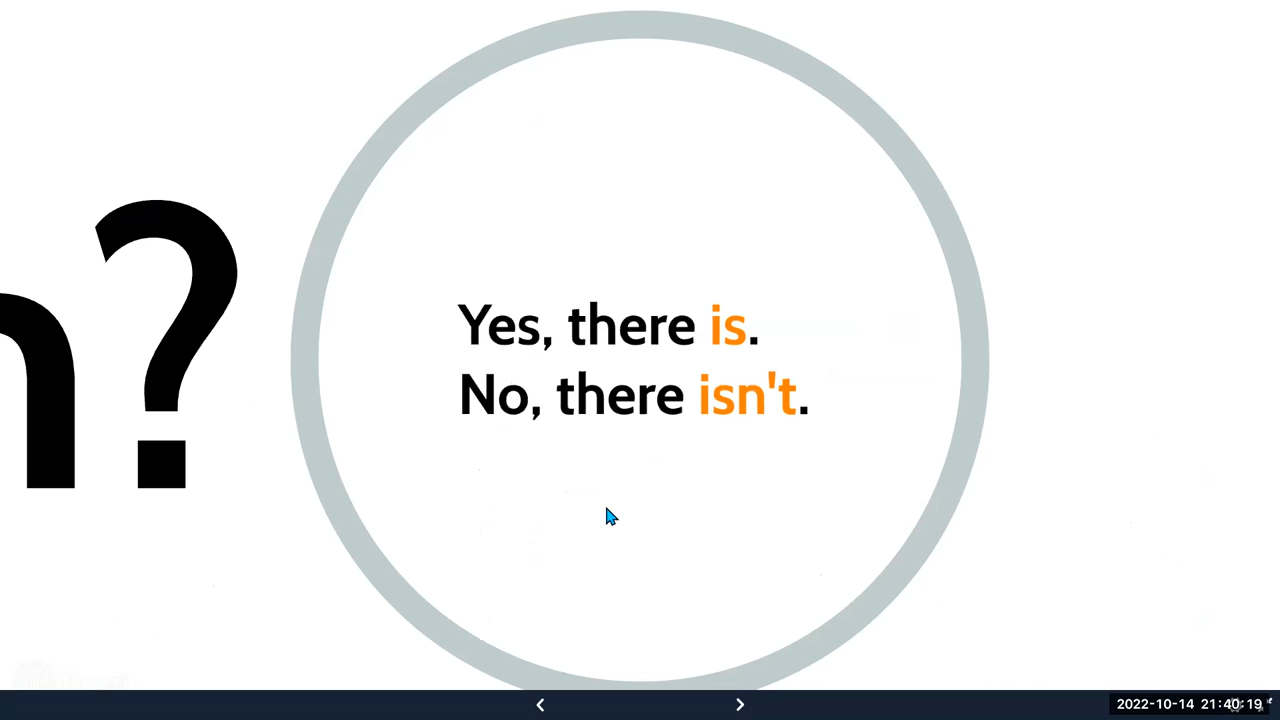 n?
Yes, there is.
No, there isn't.
2022-10-14 21:40:19